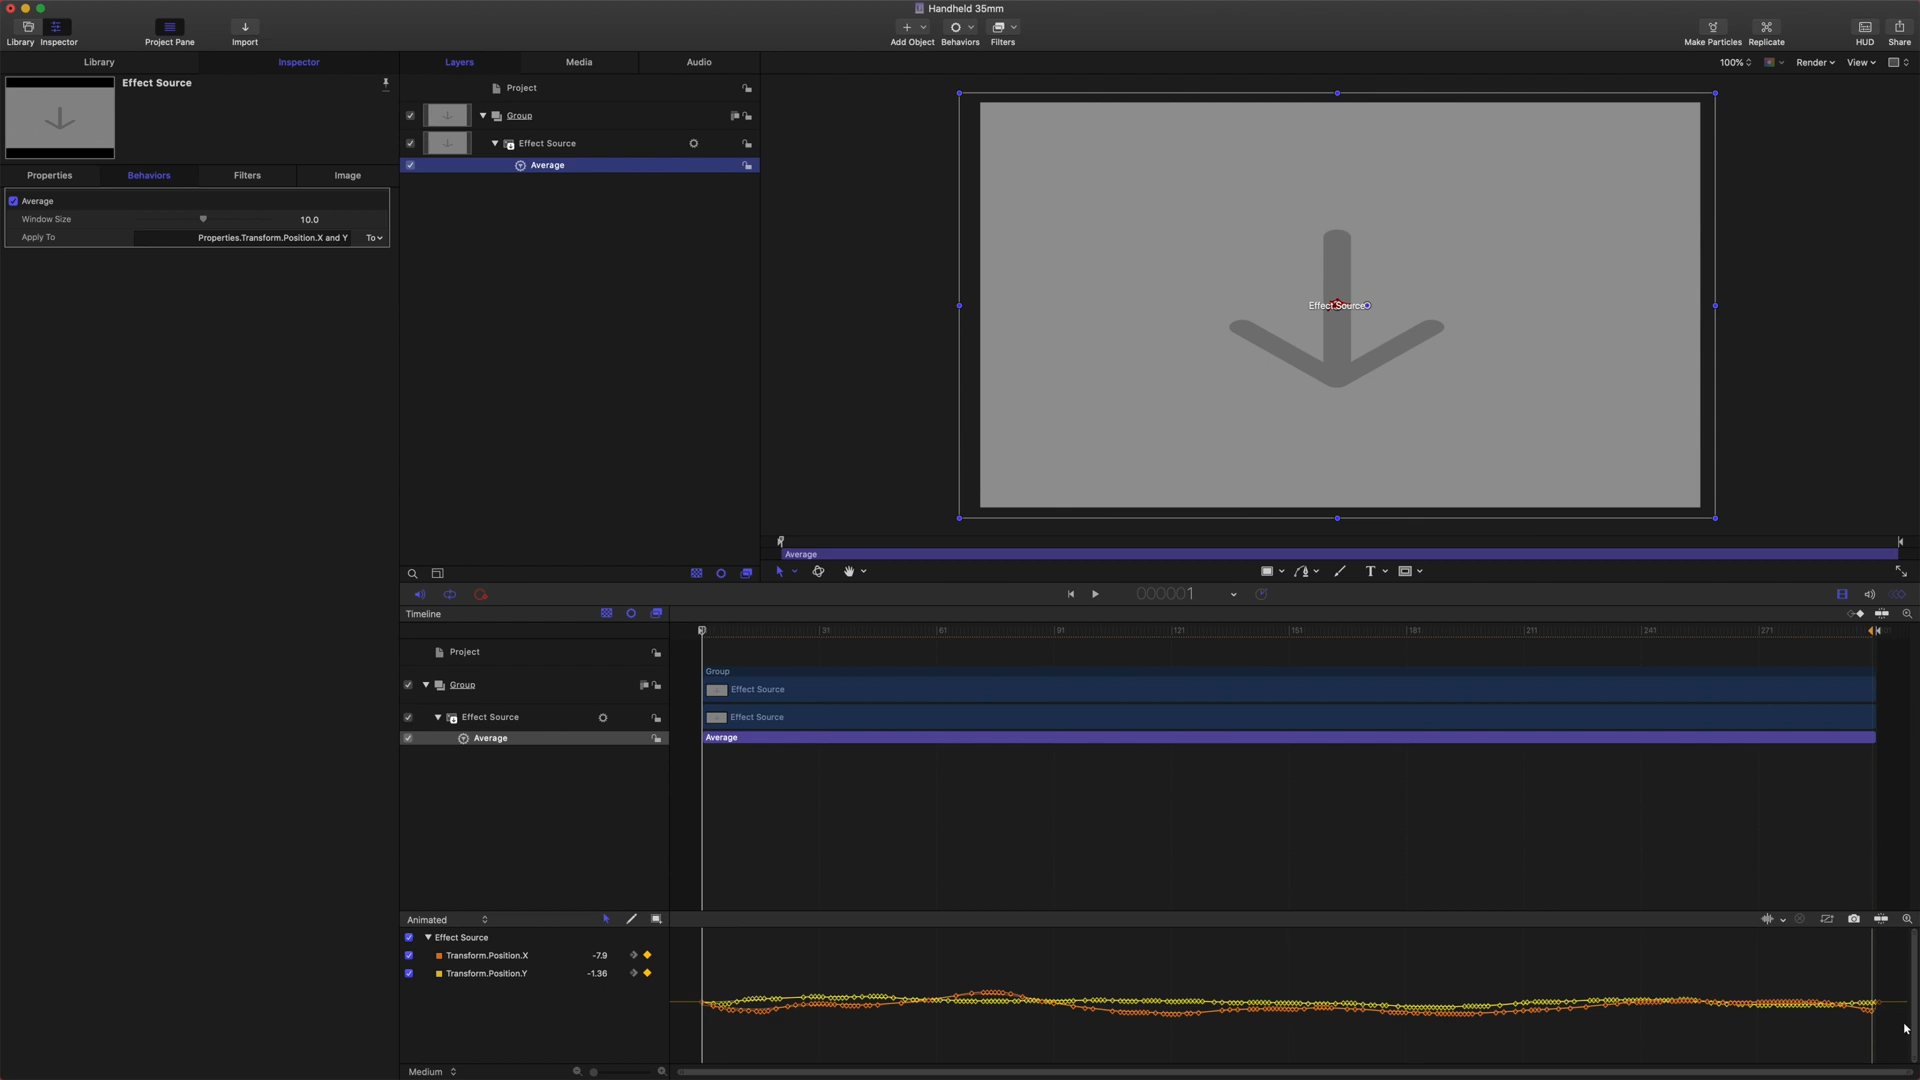 Handheld 35mm
Library
Inspector
Project Pane
Import
Add Object
Behaviors
Filters
Make Particles
Replicate
HUD
Share
Library
Inspector
Layers
Media
Audio
100%
Render
View
Effect Source
Project
Group
Effect Source
Average
Properties
Behaviors
Filters
Image
Average
Window Size
10.0
Apply To
Properties.Transform.Position.X and Y
To
Effect Source
Average
T
000001
Timeline
31
61
91
121
151
181
211
241
271
Project
Group
Group
Effect Source
Effect Source
Effect Source
Average
Average
Animated
Effect Source
Transform.Position.X
-7.9
Transform.Position.Y
-1.36
Medium